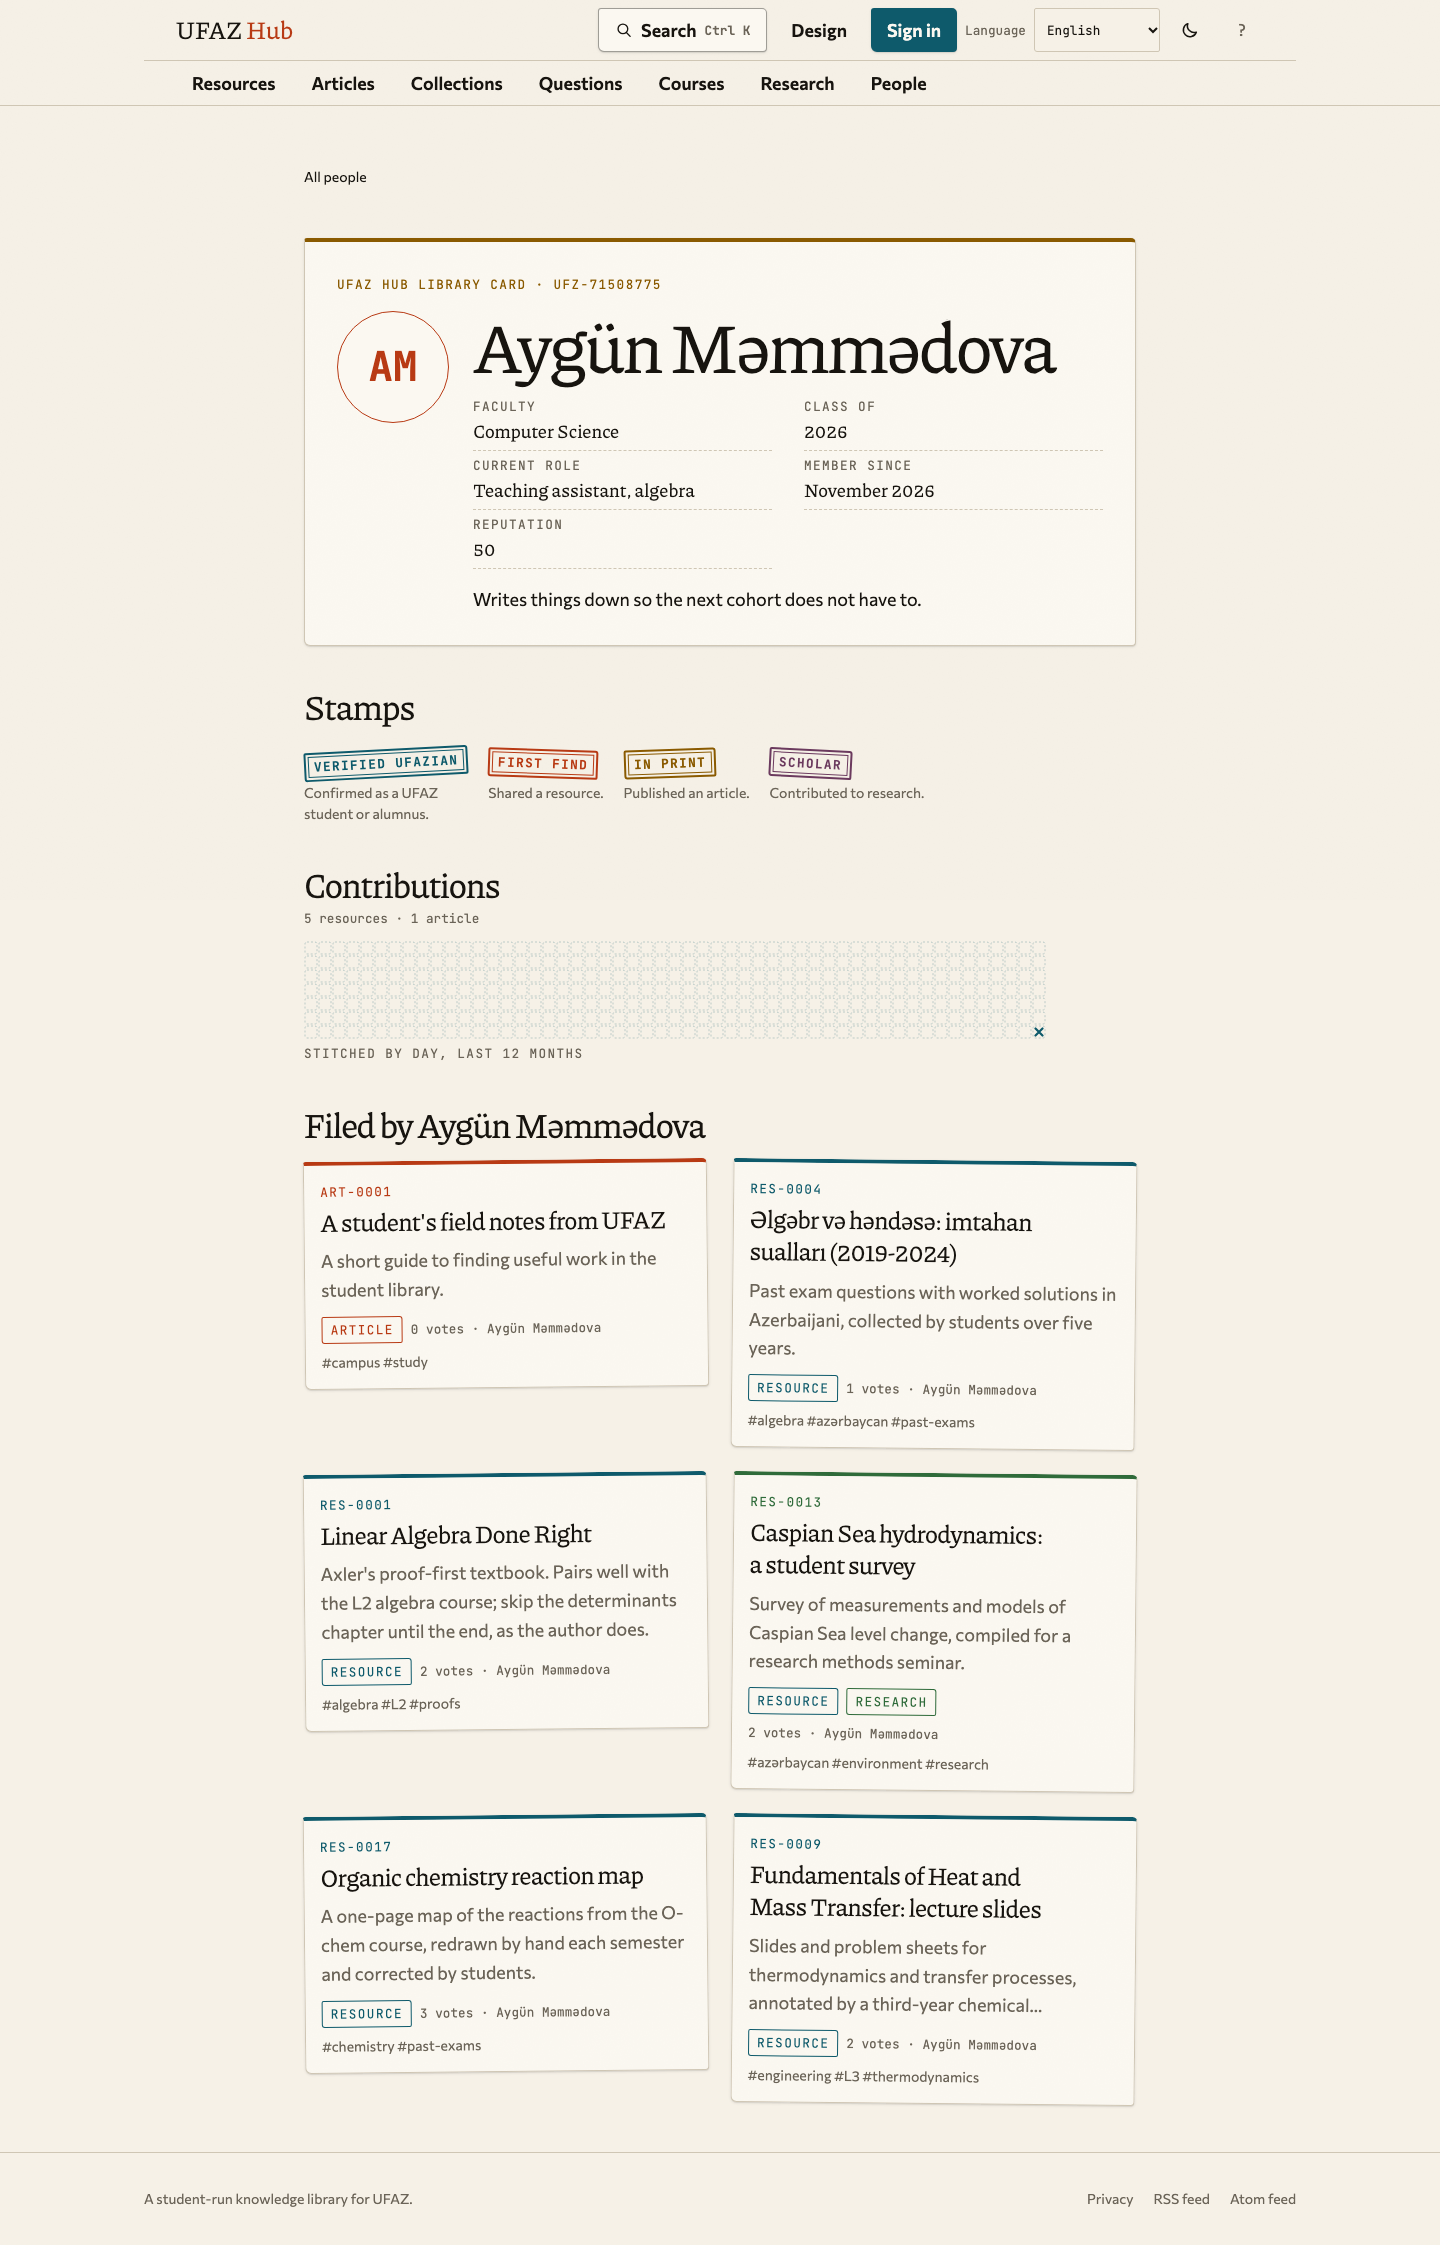 UFAZ Hub
Search Ctrl K
Design
Sign in
Language
English
?
Resources
Articles
Collections
Questions
Courses
Research
People
All people
UFAZ HUB LIBRARY CARD · UFZ-71508775
AM
Aygün Məmmədova
FACULTY
Computer Science
CLASS OF
2026
CURRENT ROLE
Teaching assistant, algebra
MEMBER SINCE
November 2026
REPUTATION
50
Writes things down so the next cohort does not have to.
Stamps
VERIFIED UFAZIAN
Confirmed as a UFAZ
student or alumnus.
FIRST FIND
Shared a resource.
IN PRINT
Published an article.
SCHOLAR
Contributed to research.
Contributions
5 resources · 1 article
STITCHED BY DAY, LAST 12 MONTHS
Filed by Aygün Məmmədova
ART-0001
A student's field notes from UFAZ
A short guide to finding useful work in the
student library.
ARTICLE 0 votes · Aygün Məmmədova
#campus #study
RES-0004
Əlgəbr və həndəsə: imtahan
sualları (2019-2024)
Past exam questions with worked solutions in
Azerbaijani, collected by students over five
years.
RESOURCE 1 votes · Aygün Məmmədova
#algebra #azərbaycan #past-exams
RES-0001
Linear Algebra Done Right
Axler's proof-first textbook. Pairs well with
the L2 algebra course; skip the determinants
chapter until the end, as the author does.
RESOURCE 2 votes · Aygün Məmmədova
#algebra #L2 #proofs
RES-0013
Caspian Sea hydrodynamics:
a student survey
Survey of measurements and models of
Caspian Sea level change, compiled for a
research methods seminar.
RESOURCE RESEARCH
2 votes · Aygün Məmmədova
#azərbaycan #environment #research
RES-0017
Organic chemistry reaction map
A one-page map of the reactions from the O-
chem course, redrawn by hand each semester
and corrected by students.
RESOURCE 3 votes · Aygün Məmmədova
#chemistry #past-exams
RES-0009
Fundamentals of Heat and
Mass Transfer: lecture slides
Slides and problem sheets for
thermodynamics and transfer processes,
annotated by a third-year chemical...
RESOURCE 2 votes · Aygün Məmmədova
#engineering #L3 #thermodynamics
A student-run knowledge library for UFAZ.
Privacy
RSS feed
Atom feed